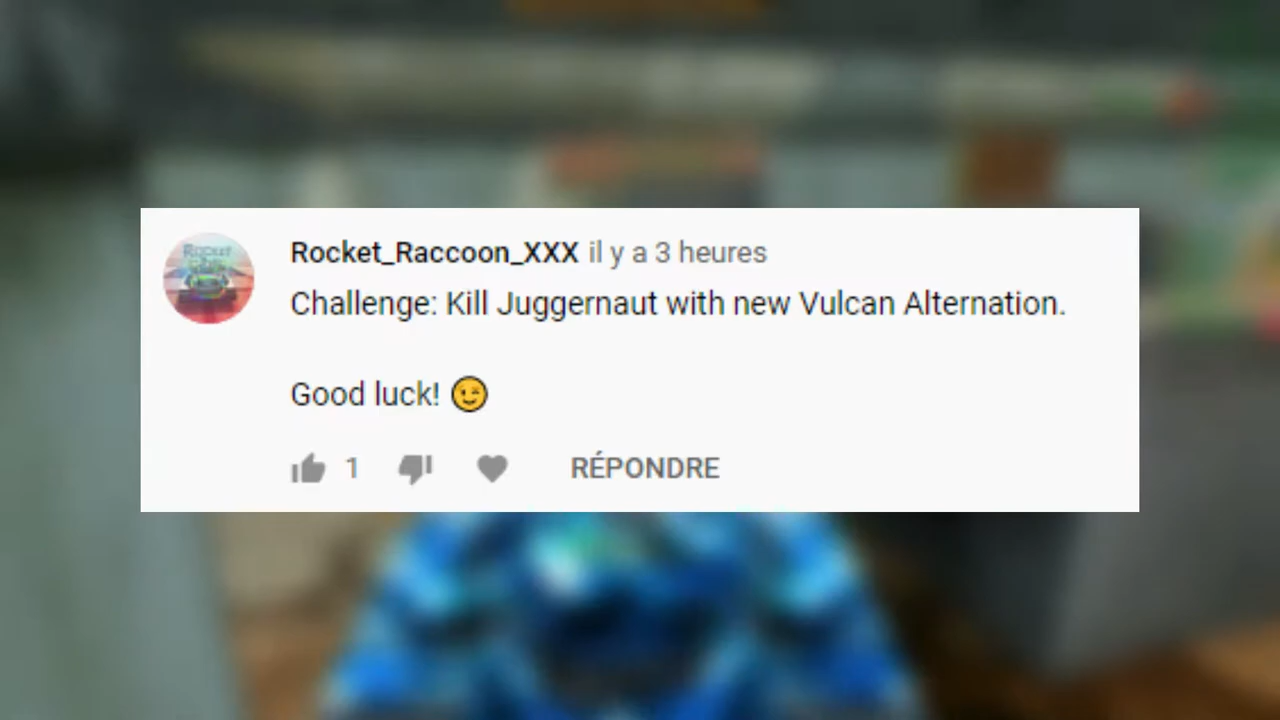 Rocket_Raccoon_XXX il y a 3 heures
Challenge: Kill Juggernaut with new Vulcan Alternation.
Good luck! 😉
1
RÉPONDRE